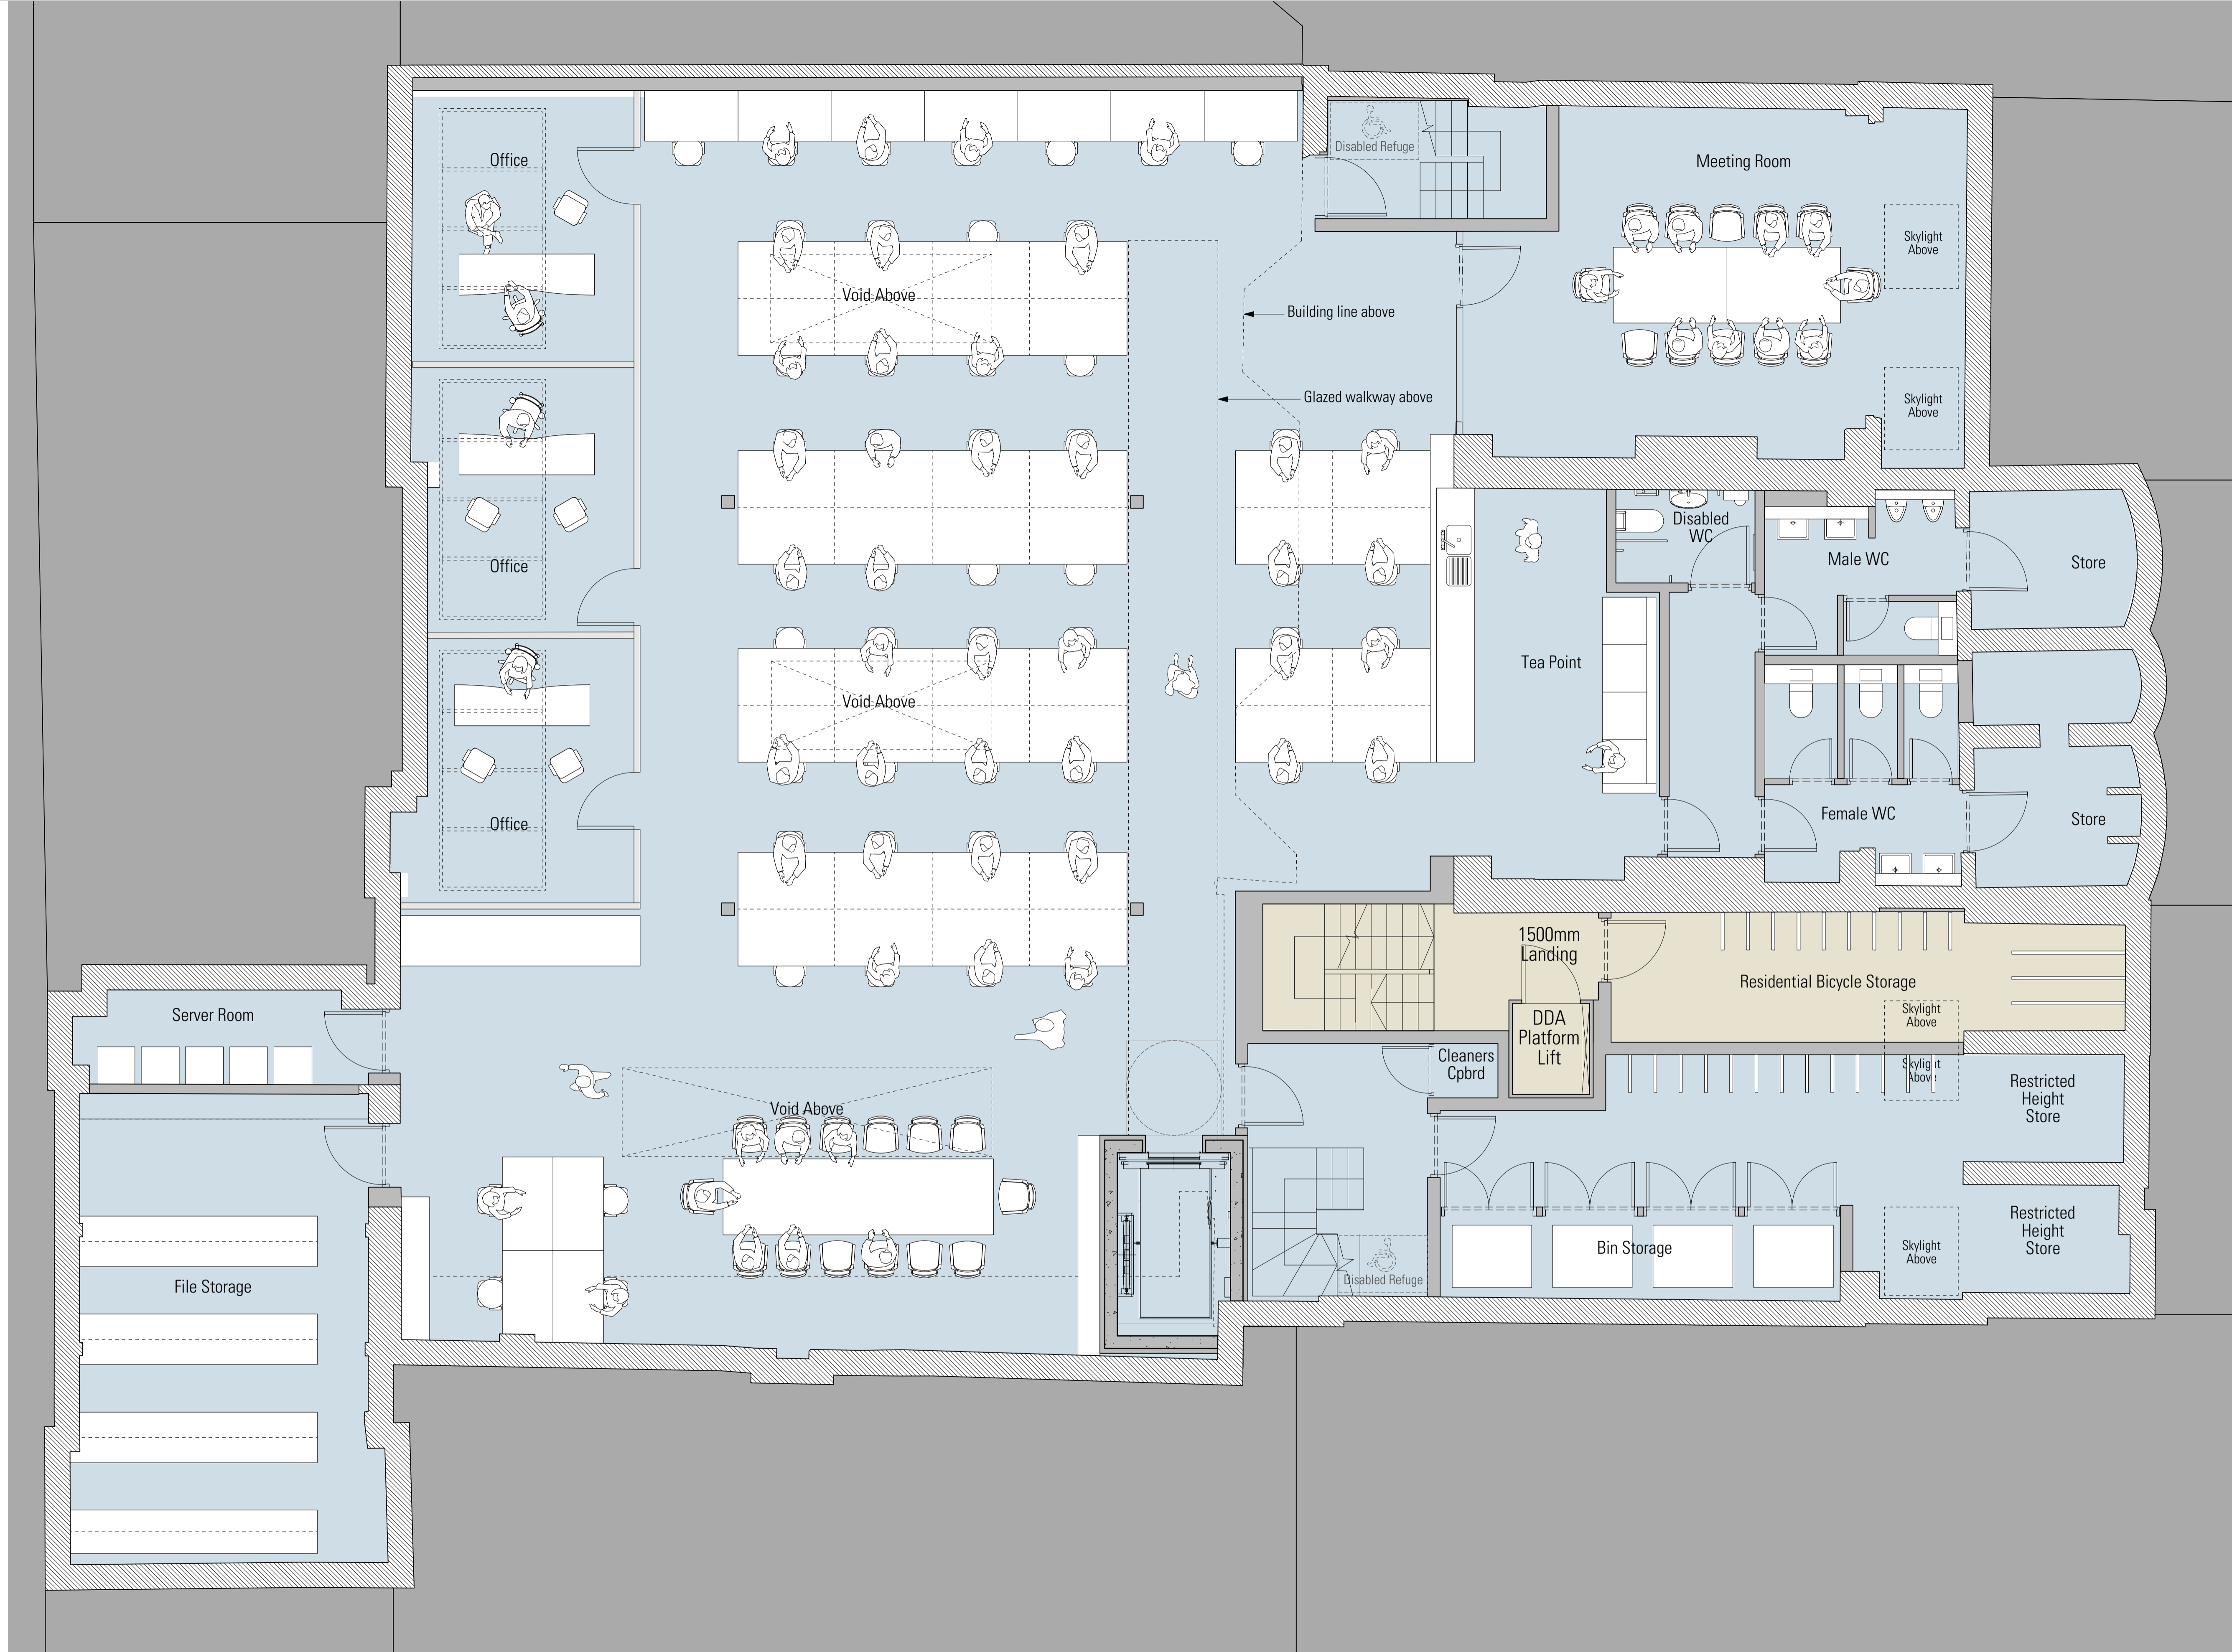 Office
Disabled Refuge
Meeting Room
Skylight
Above
Void Above
Building line above
Glazed walkway above
Skylight
Above
Office
Disabled
WC
Male WC
Store
Tea Point
Void Above
Office
Female WC
Store
1500mm
Landing
Residential Bicycle Storage
Server Room
Skylight
Above
DDA
Platform
Lift
Cleaners
Cpbrd
Skylight
Above
Restricted
Height
Store
Void Above
Restricted
Height
Store
Bin Storage
Skylight
Above
Disabled Refuge
File Storage